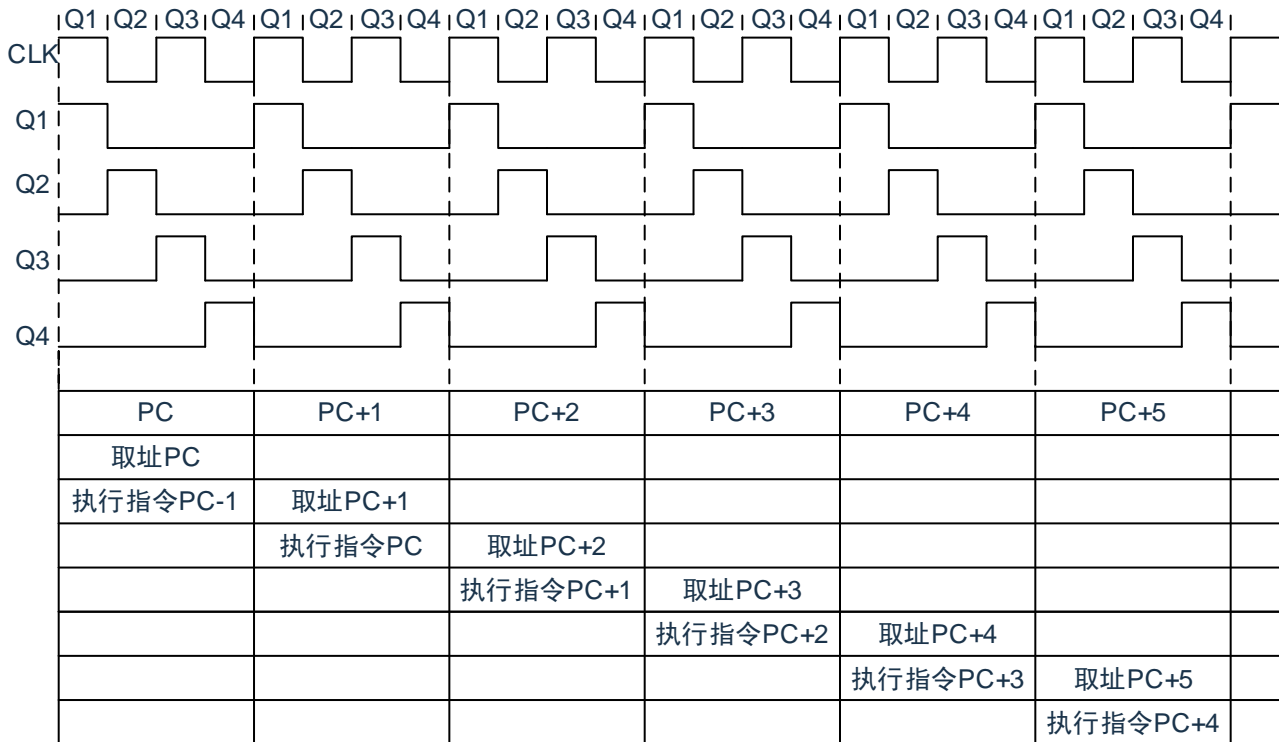 Q1 Q2 Q3 Q4 Q1 Q2 Q3 Q4 Q1 Q2 Q3 Q4 Q1 Q2 Q3 Q4 Q1 Q2 Q3 Q4 Q1 Q2 Q3 Q4
CLK
Q1
Q2
Q3
Q4
PC PC+1 PC+2 PC+3 PC+4 PC+5
取址PC
执行指令PC-1 取址PC+1
执行指令PC 取址PC+2
执行指令PC+1 取址PC+3
执行指令PC+2 取址PC+4
执行指令PC+3 取址PC+5
执行指令PC+4